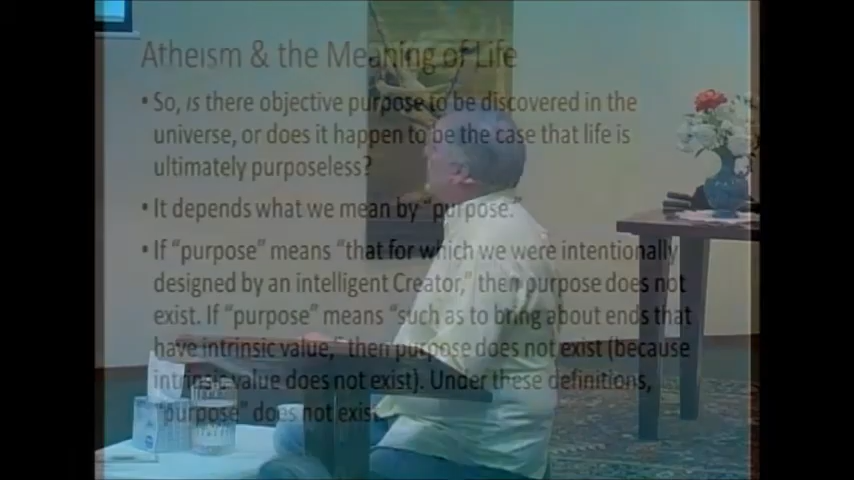 Atheism & the Meaning of Life
• So, is there objective purpose to be discovered in the
universe, or does it happen to be the case that life is
ultimately purposeless?
• It depends what we mean by "purpose."
• If "purpose" means "that for which we were intentionally
designed by an intelligent Creator," then purpose does not
exist. If "purpose" means "such as to bring about ends that
have intrinsic value," then purpose does not exist (because
intrinsic value does not exist). Under these definitions,
"purpose" does not exist.